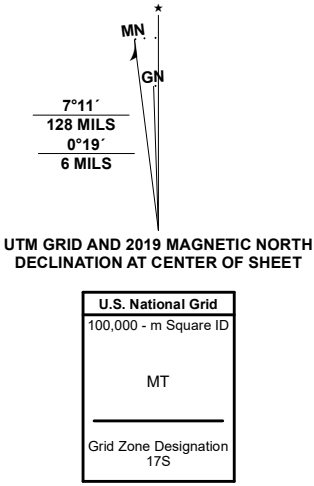 MN
GN
7°11´
128 MILS
0°19´
6 MILS
UTM GRID AND 2019 MAGNETIC NORTH
DECLINATION AT CENTER OF SHEET
U.S. National Grid
100,000 - m Square ID
MT
Grid Zone Designation
17S